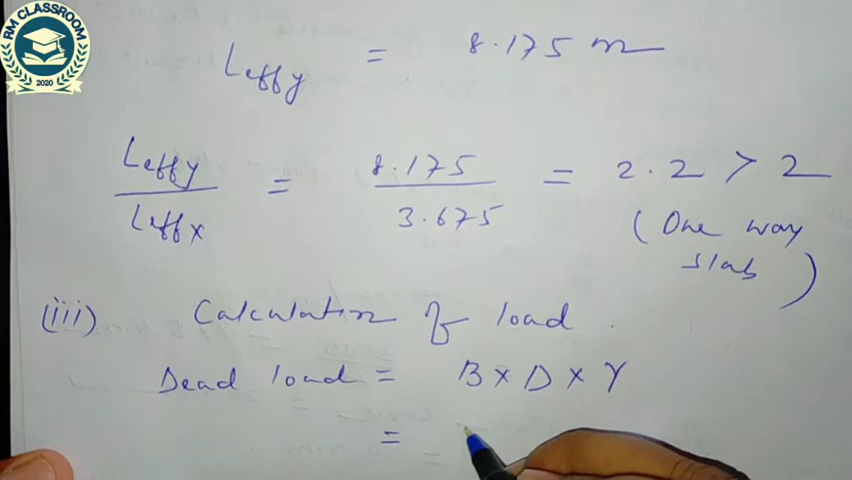 RM CLASSROOM
2020
Leffy = 8.175 m
Leffy / Leffx = 8.175 / 3.675 = 2.2 > 2
(One way slab)
(iii) Calculation of load.
Dead load = B × D × γ
=